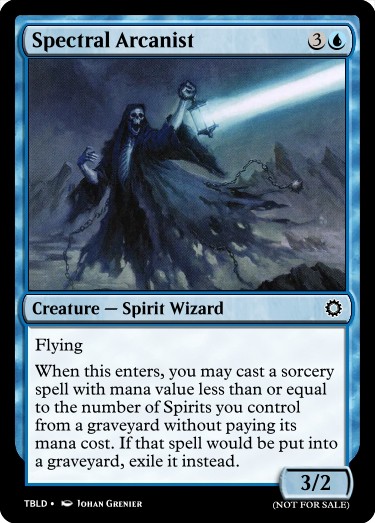 Spectral Arcanist 3
Creature — Spirit Wizard
Flying
When this enters, you may cast a sorcery
spell with mana value less than or equal
to the number of Spirits you control
from a graveyard without paying its
mana cost. If that spell would be put into
a graveyard, exile it instead.
3/2
TBLD • Johan Grenier
(NOT FOR SALE)